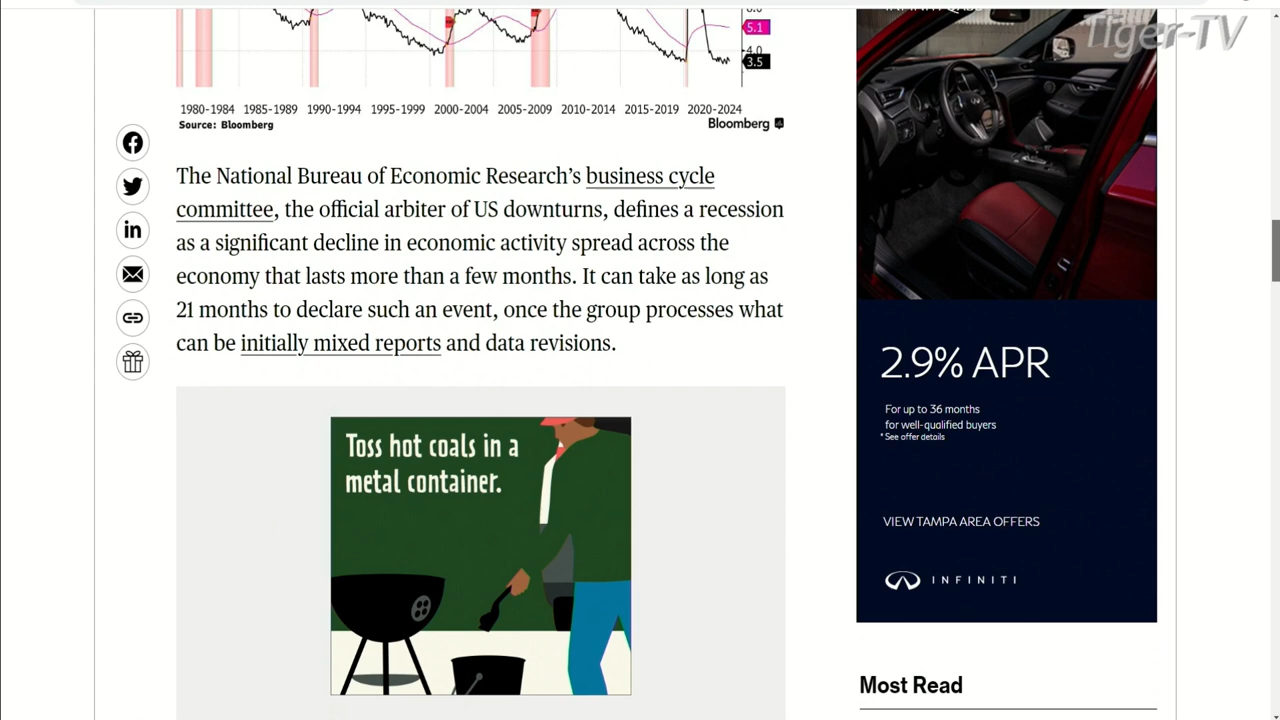 Tiger-TV
5.1
4.0
3.5
1980-1984 1985-1989 1990-1994 1995-1999 2000-2004 2005-2009 2010-2014 2015-2019 2020-2024
Source: Bloomberg
Bloomberg
The National Bureau of Economic Research’s business cycle
committee, the official arbiter of US downturns, defines a recession
as a significant decline in economic activity spread across the
economy that lasts more than a few months. It can take as long as
21 months to declare such an event, once the group processes what
can be initially mixed reports and data revisions.
Toss hot coals in a
metal container.
2.9% APR
For up to 36 months
for well-qualified buyers
* See offer details
VIEW TAMPA AREA OFFERS
INFINITI
Most Read